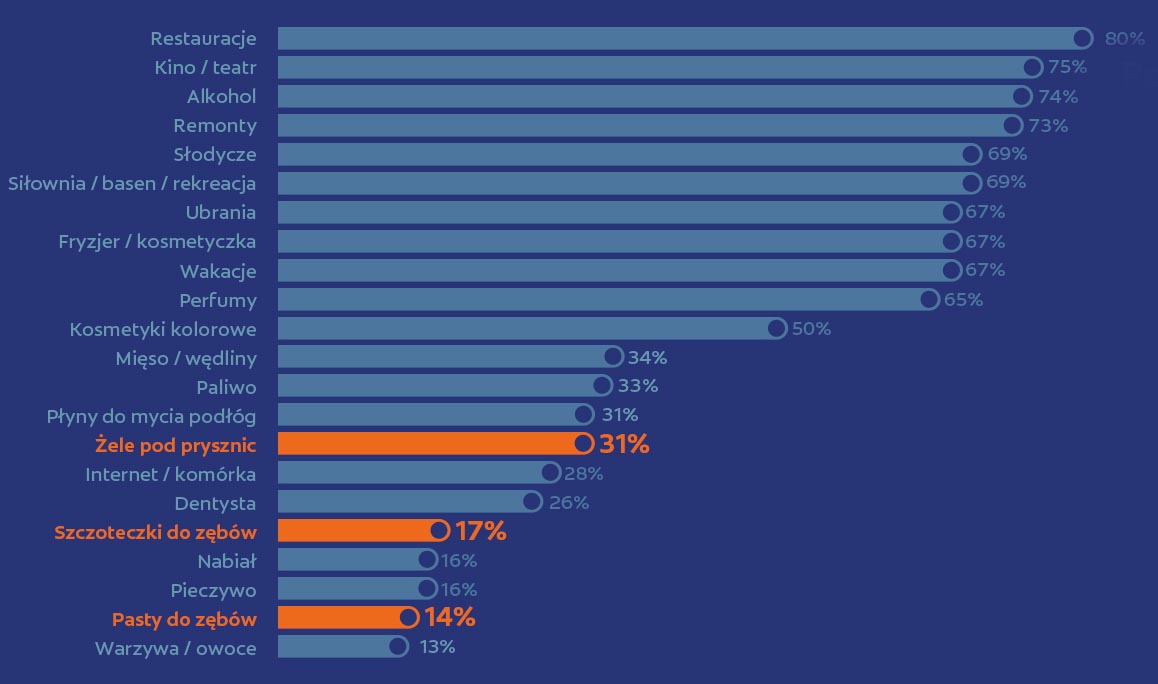 Restauracje 80%
Kino / teatr 75%
Alkohol 74%
Remonty 73%
Słodycze 69%
Siłownia / basen / rekreacja 69%
Ubrania 67%
Fryzjer / kosmetyczka 67%
Wakacje 67%
Perfumy 65%
Kosmetyki kolorowe 50%
Mięso / wędliny 34%
Paliwo 33%
Płyny do mycia podłóg 31%
Żele pod prysznic 31%
Internet / komórka 28%
Dentysta 26%
Szczoteczki do zębów 17%
Nabiał 16%
Pieczywo 16%
Pasty do zębów 14%
Warzywa / owoce 13%